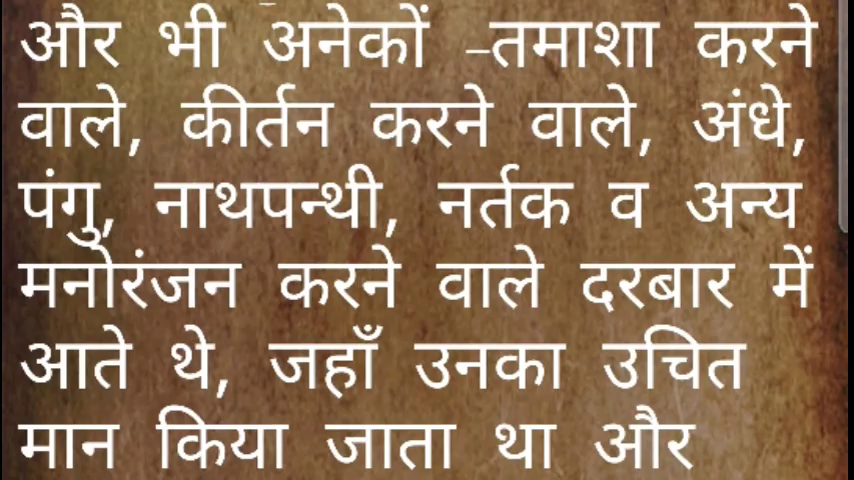 और भी अनेकों –तमाशा करने
वाले, कीर्तन करने वाले, अंधे,
पंगु, नाथपन्थी, नर्तक व अन्य
मनोरंजन करने वाले दरबार में
आते थे, जहाँ उनका उचित
मान किया जाता था और